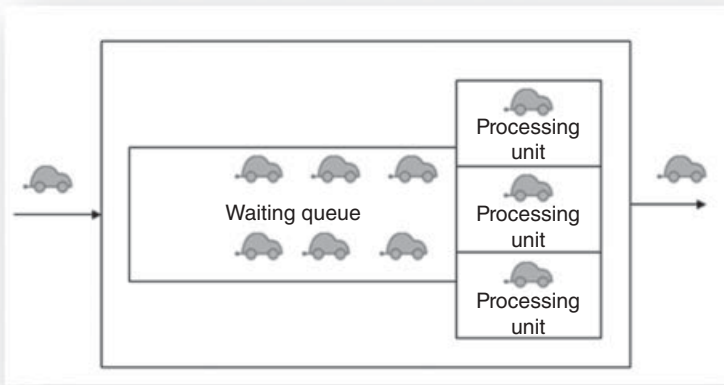 Processing
unit
Waiting queue
Processing
unit
Processing
unit